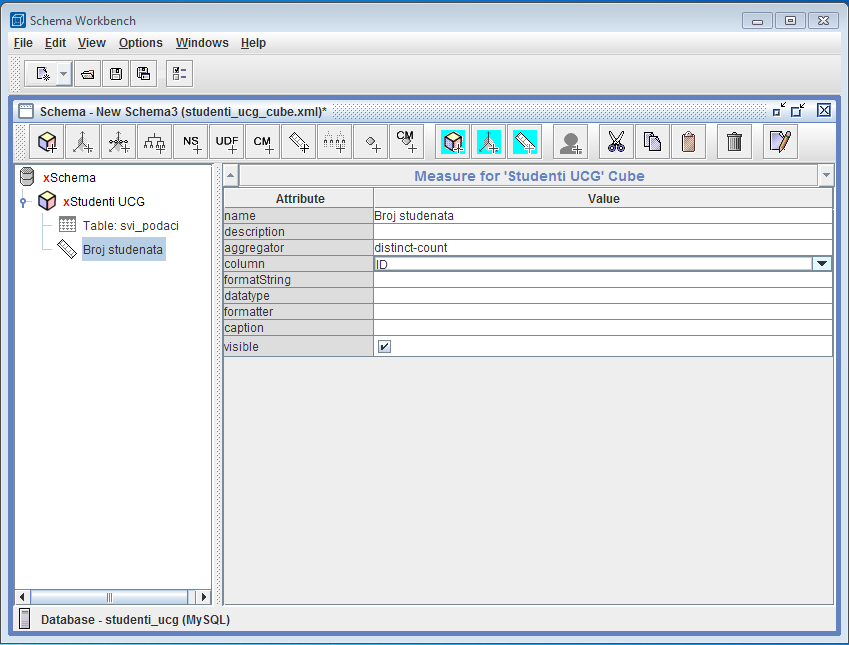 Schema Workbench
File Edit View Options Windows Help
Schema - New Schema3 (studenti_ucg_cube.xml)*
NS UDF CM CM
xSchema
xStudenti UCG
Table: svi_podaci
Broj studenata
Measure for 'Studenti UCG' Cube
Attribute Value
name Broj studenata
description
aggregator distinct-count
column ID
formatString
datatype
formatter
caption
visible
Database - studenti_ucg (MySQL)